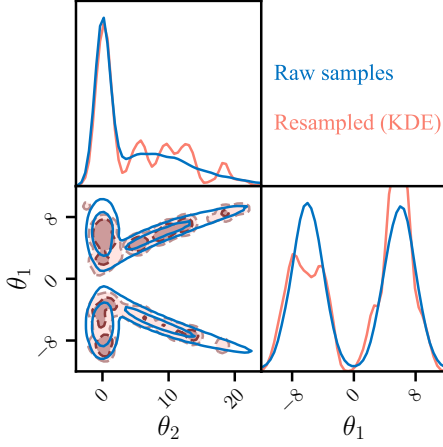 Raw samples
Resampled (KDE)
θ₁
8
0
−8
0
10
20
θ₂
−8
0
8
θ₁